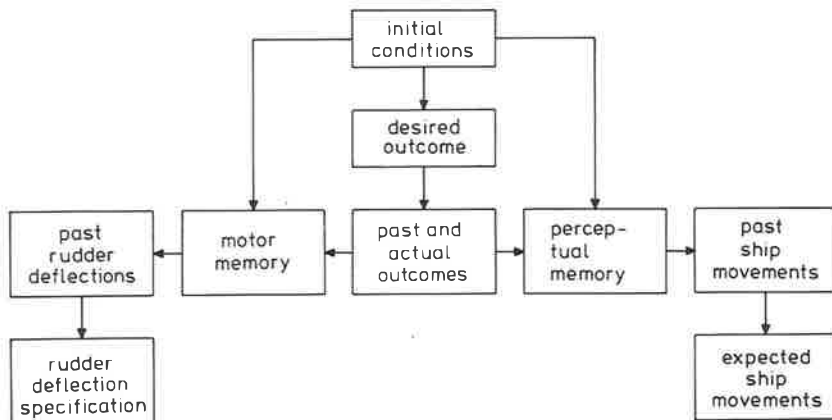 initial
conditions
desired
outcome
past
rudder
deflections
motor
memory
past and
actual
outcomes
percep-
tual
memory
past
ship
movements
rudder
deflection
specification
expected
ship
movements